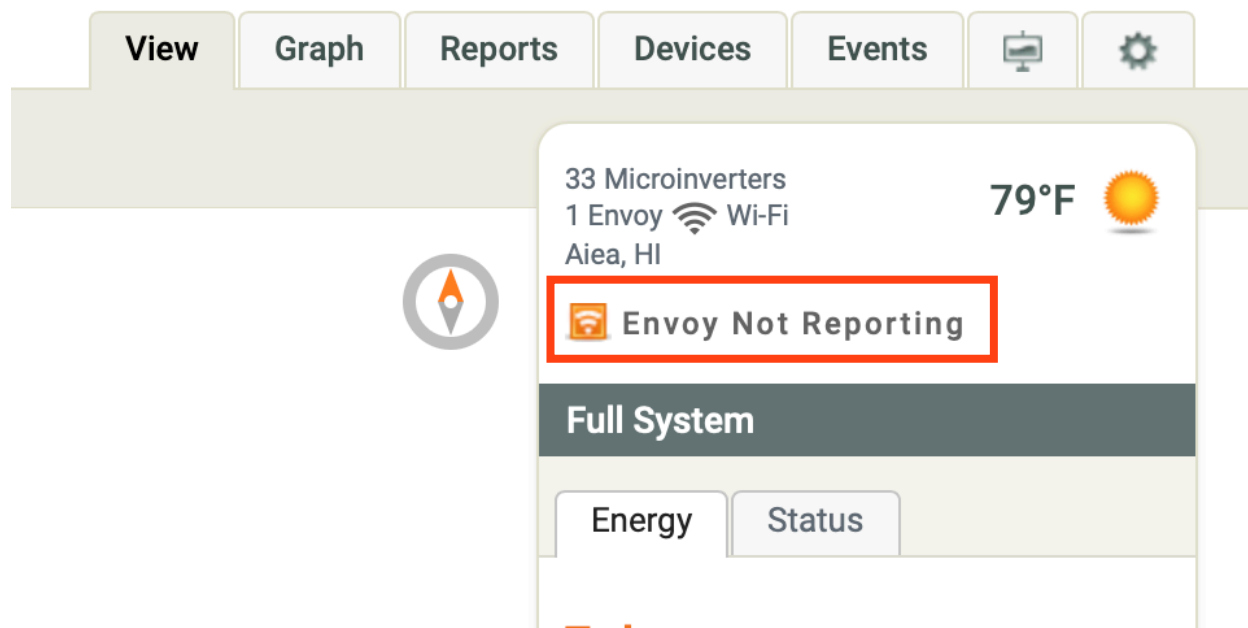 View Graph Reports Devices Events
33 Microinverters
1 Envoy Wi-Fi
Aiea, HI
79°F
Envoy Not Reporting
Full System
Energy Status